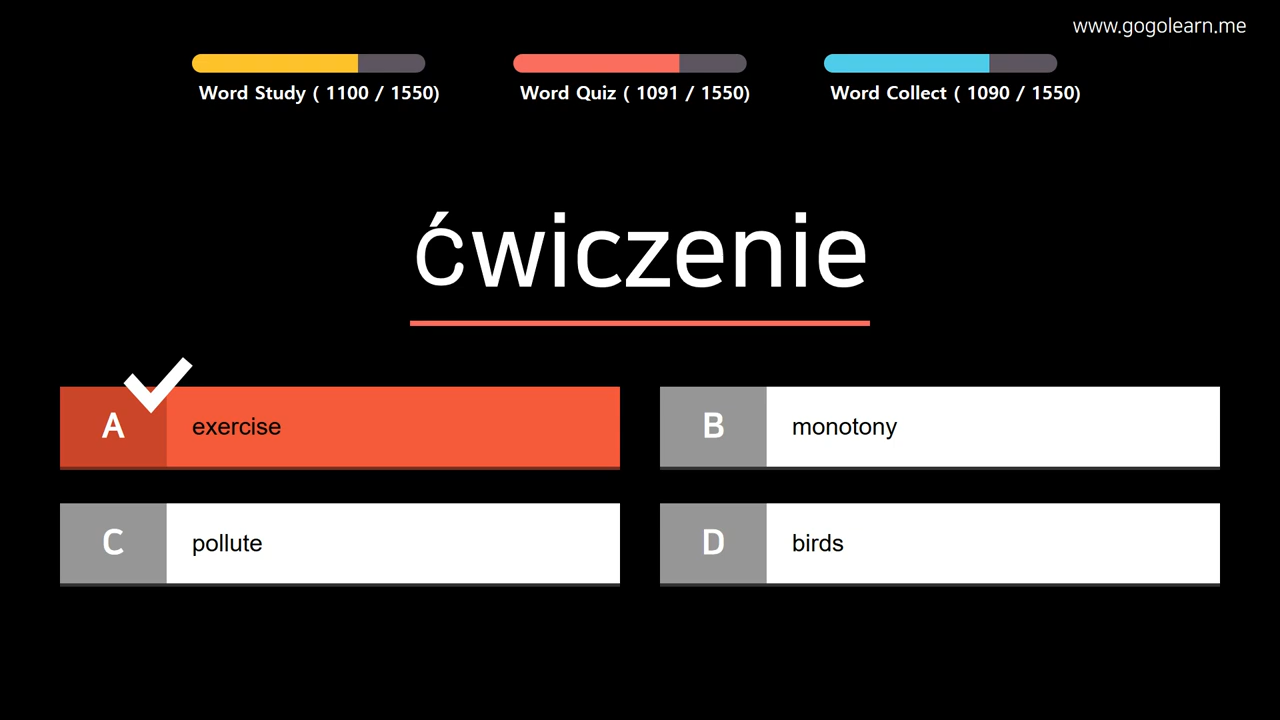 www.gogolearn.me
Word Study ( 1100 / 1550)
Word Quiz ( 1091 / 1550)
Word Collect ( 1090 / 1550)
ćwiczenie
A exercise
B monotony
C pollute
D birds